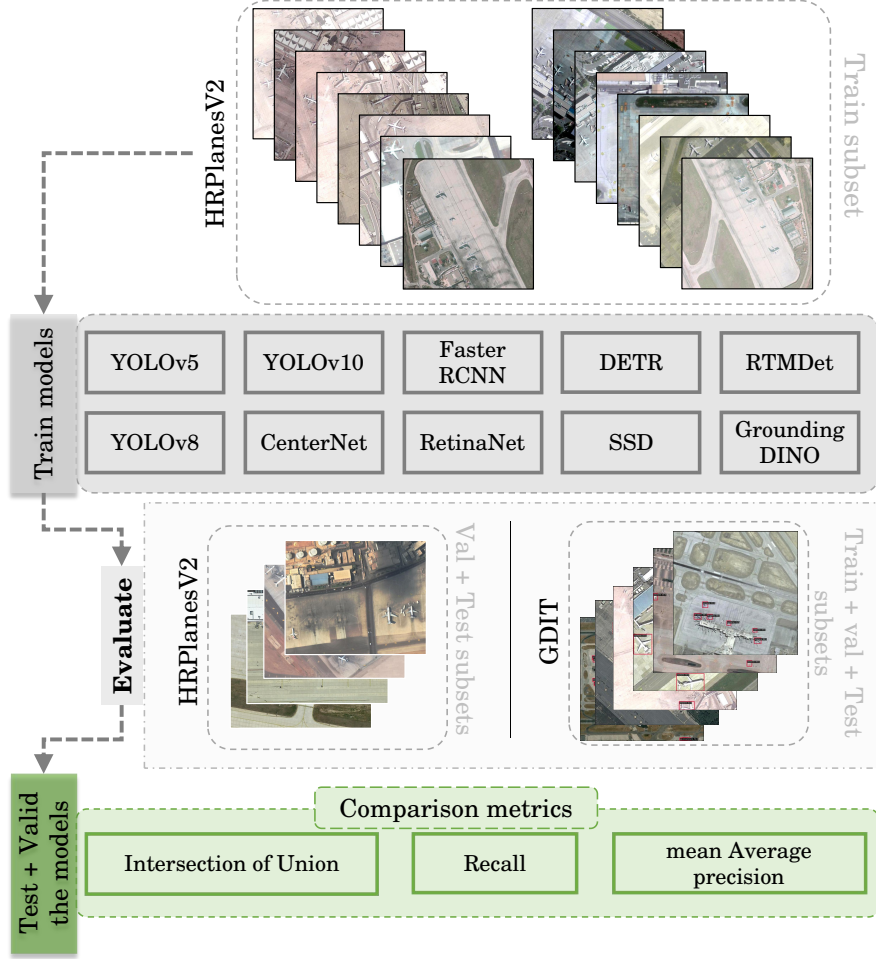 HRPlanesV2
Train subset
Train models
YOLOv5
YOLOv10
Faster
RCNN
DETR
RTMDet
YOLOv8
CenterNet
RetinaNet
SSD
Grounding
DINO
Evaluate
HRPlanesV2
Val + Test subsets
GDIT
Train + val + Test
subsets
Test + Valid
the models
Comparison metrics
Intersection of Union
Recall
mean Average
precision